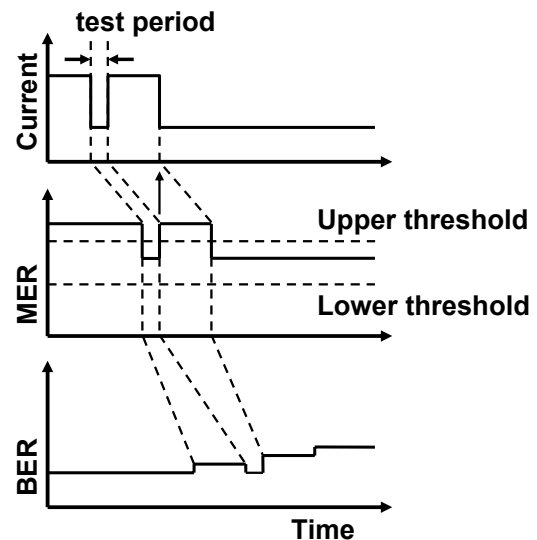 test period
Current
Upper threshold
MER
Lower threshold
BER
Time